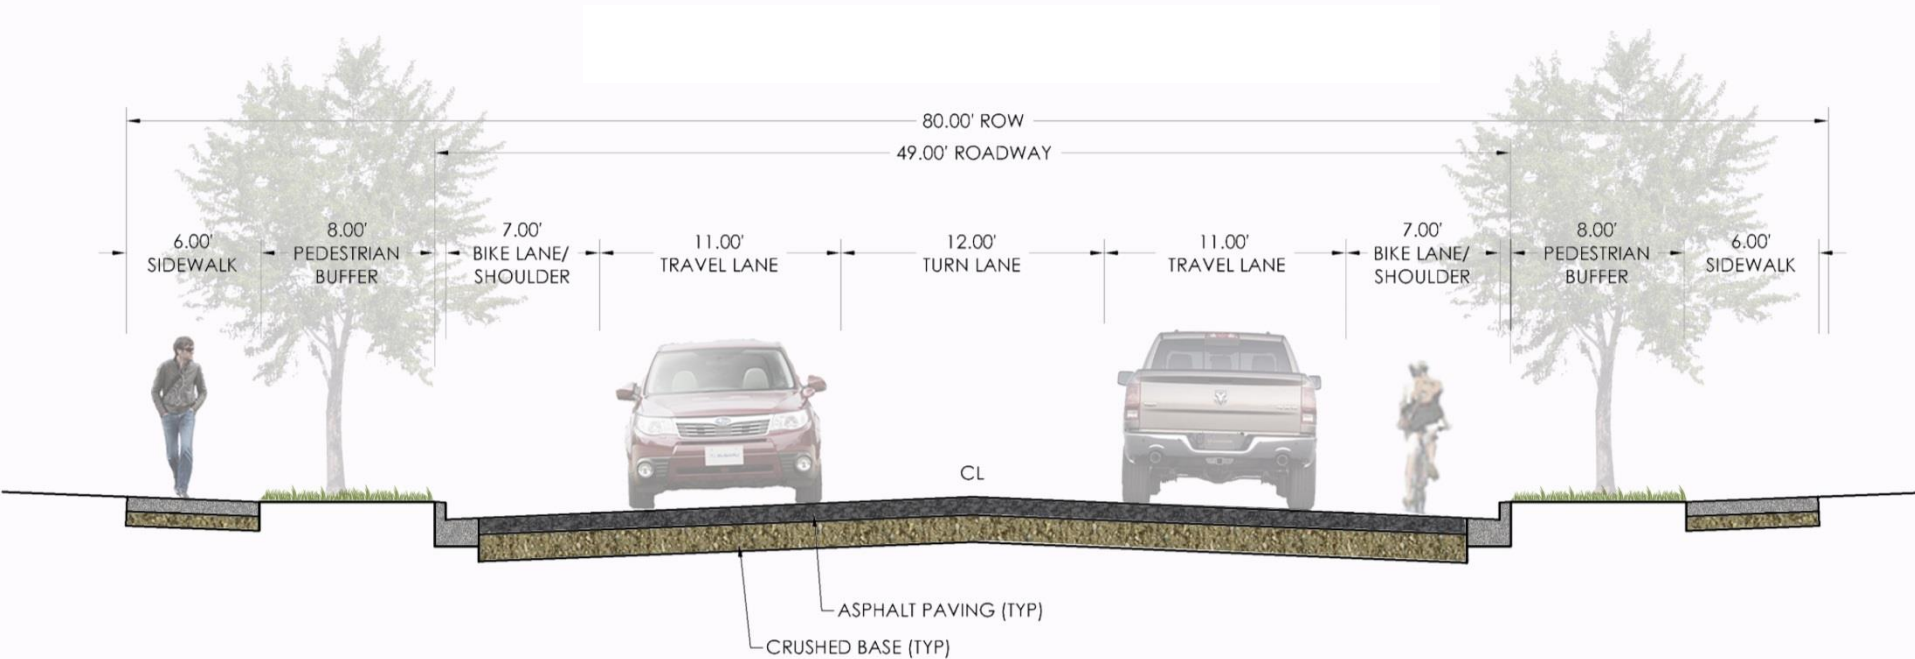 80.00' ROW
49.00' ROADWAY
6.00'
SIDEWALK
8.00'
PEDESTRIAN
BUFFER
7.00'
BIKE LANE/
SHOULDER
11.00'
TRAVEL LANE
12.00'
TURN LANE
11.00'
TRAVEL LANE
7.00'
BIKE LANE/
SHOULDER
8.00'
PEDESTRIAN
BUFFER
6.00'
SIDEWALK
CL
ASPHALT PAVING (TYP)
CRUSHED BASE (TYP)